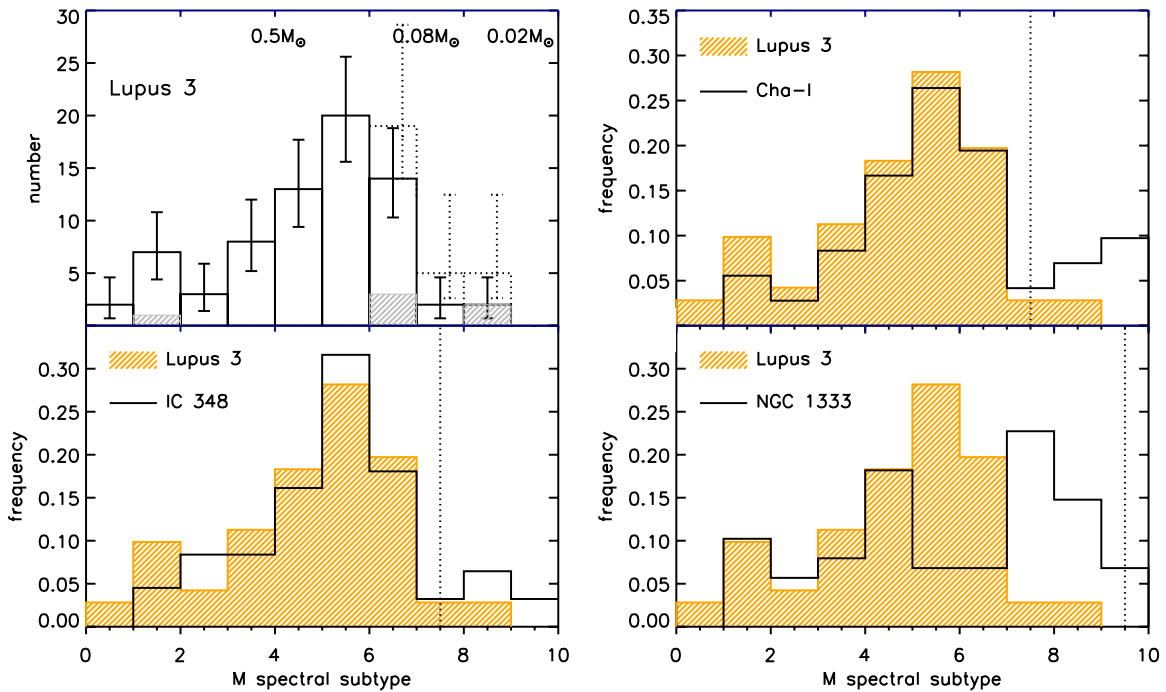 30
25
20
15
10
5
number
0.5M☉
0.08M☉
0.02M☉
Lupus 3
0.35
0.30
0.25
0.20
0.15
0.10
0.05
frequency
Lupus 3
Cha-I
0.30
0.25
0.20
0.15
0.10
0.05
0.00
frequency
Lupus 3
IC 348
0 2 4 6 8 10
M spectral subtype
0.30
0.25
0.20
0.15
0.10
0.05
0.00
frequency
Lupus 3
NGC 1333
0 2 4 6 8 10
M spectral subtype